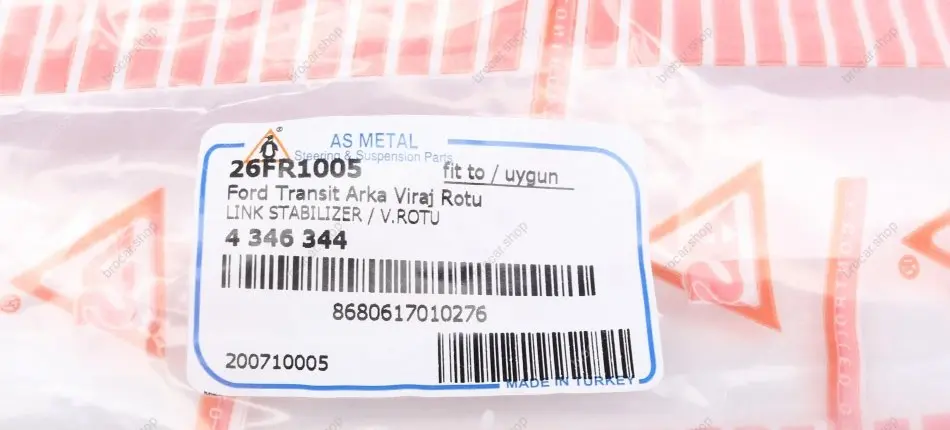 AS METAL
Steering & Suspension Parts
26FR1005 fit to / uygun
Ford Transit Arka Viraj Rotu
LINK STABILIZER / V.ROTU
4 346 344
8680617010276
200710005
MADE IN TURKEY